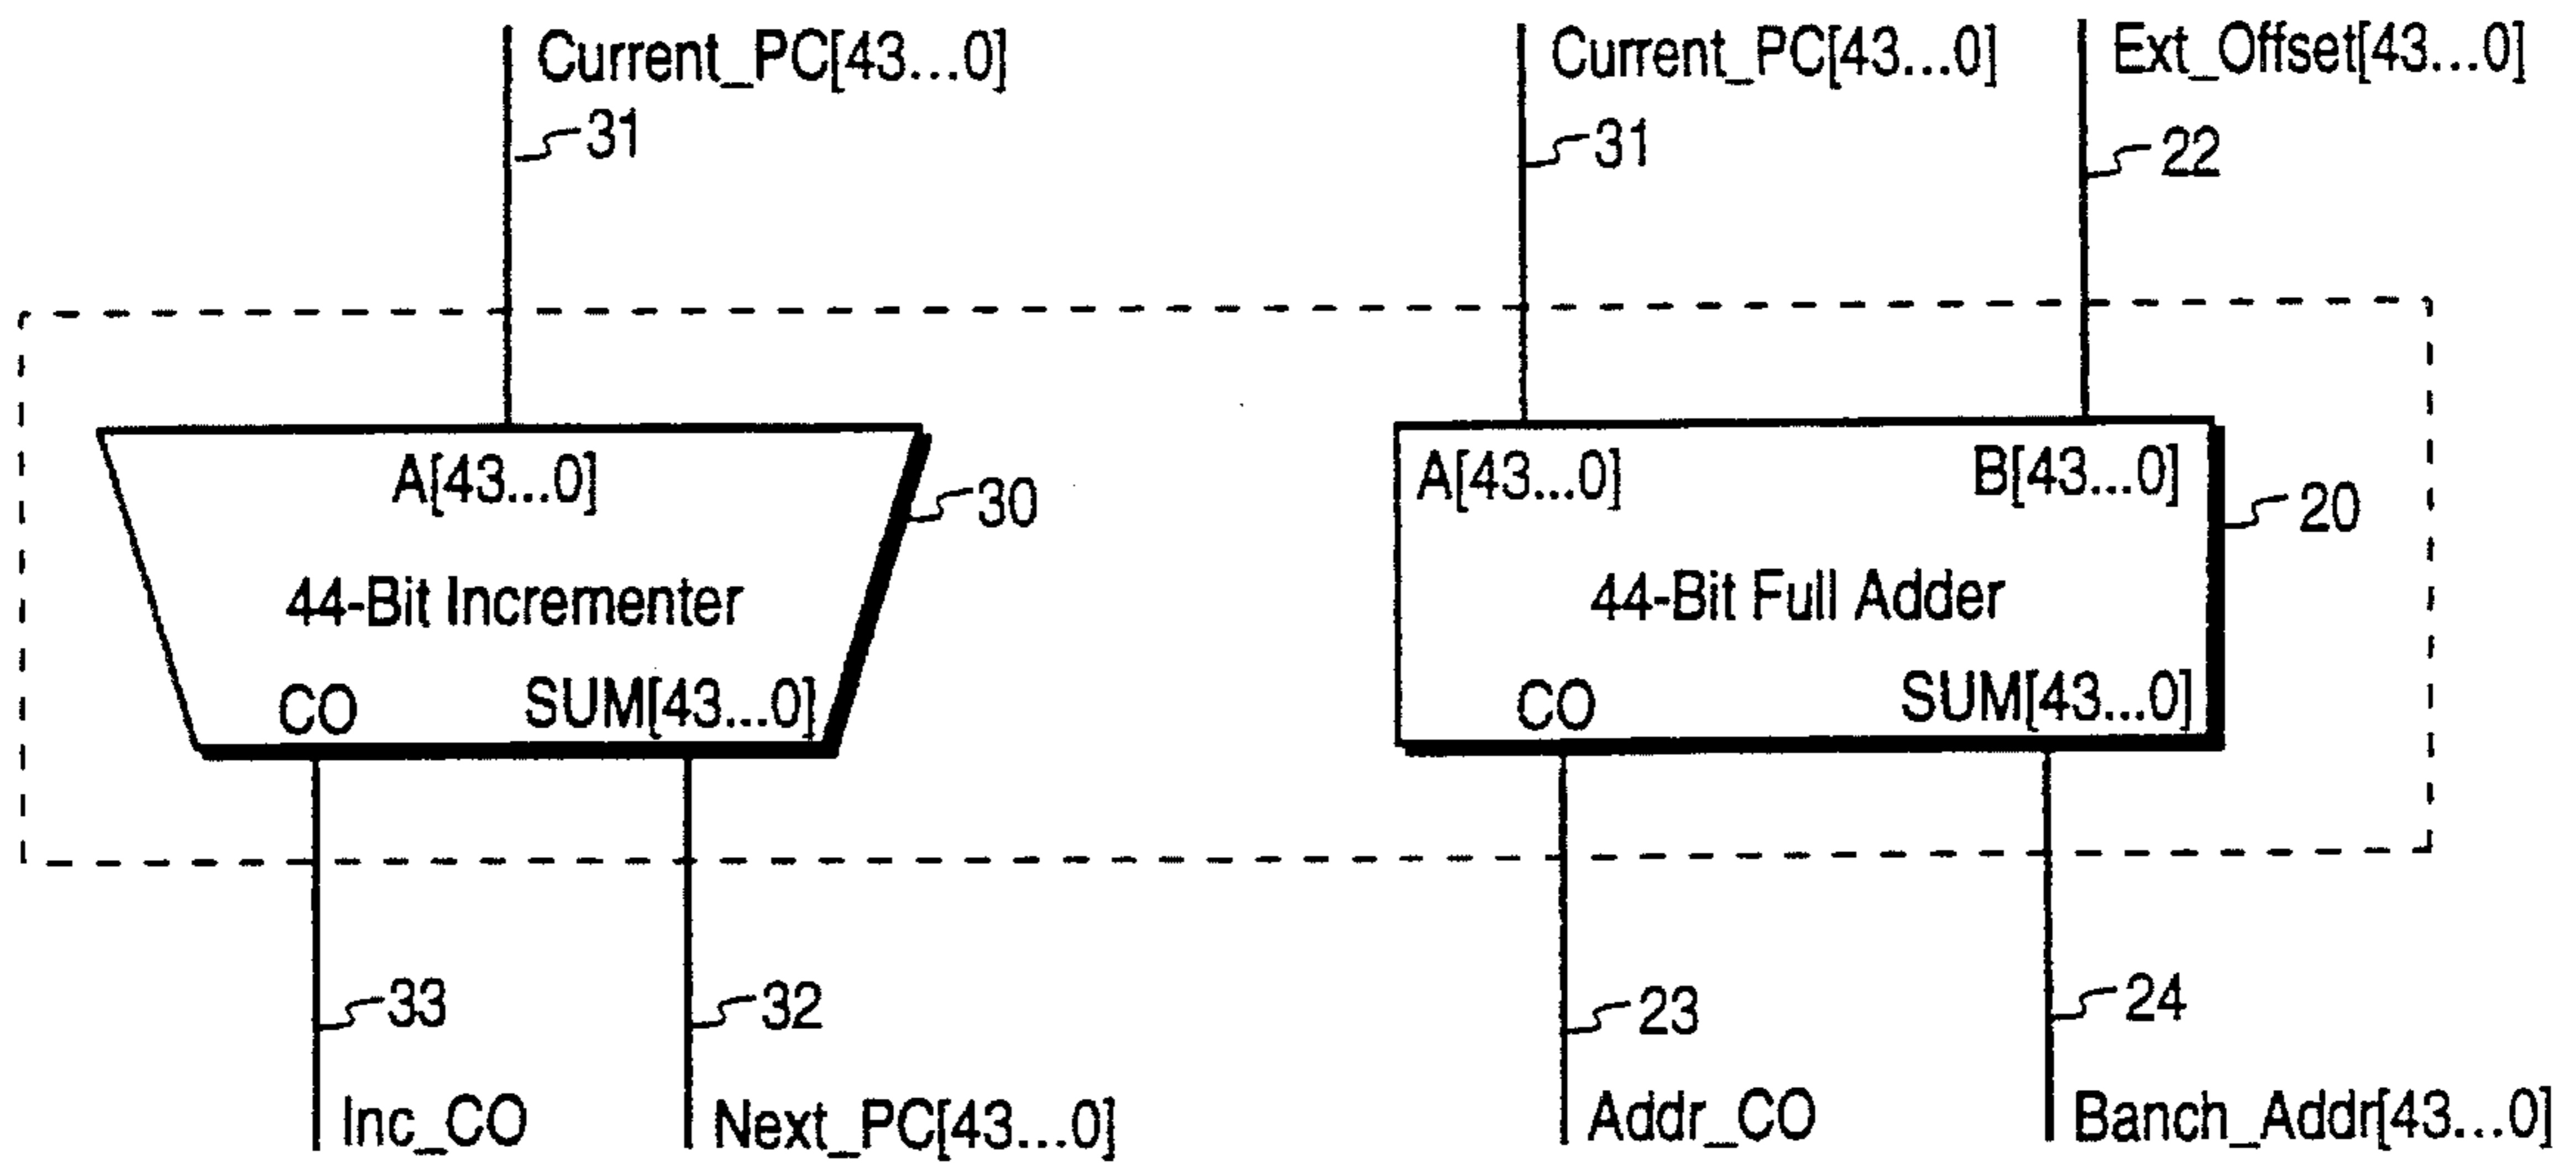 Current_PC[43...0]
Current_PC[43...0]
Ext_Offset[43...0]
31
31
22
A[43...0]
30
A[43...0]
B[43...0]
20
44-Bit Incrementer
44-Bit Full Adder
CO
SUM[43...0]
CO
SUM[43...0]
33
32
23
24
Inc_CO
Next_PC[43...0]
Addr_CO
Banch_Addr[43...0]